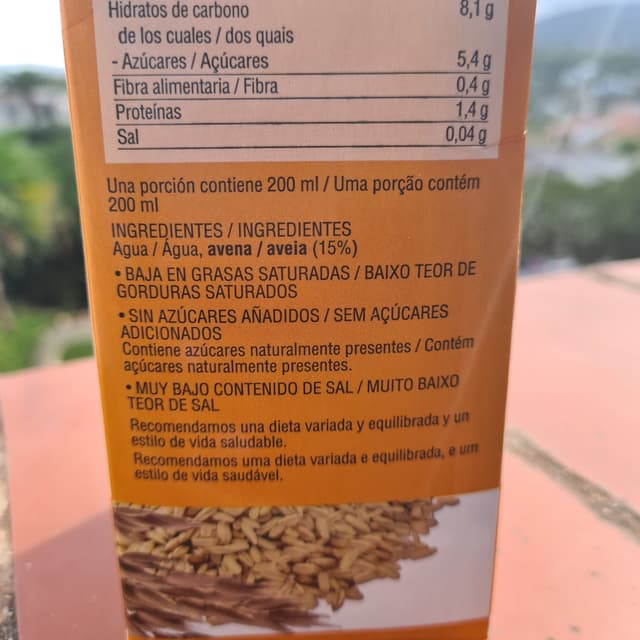 Hidratos de carbono 8,1 g
de los cuales / dos quais
- Azúcares / Açúcares 5,4 g
Fibra alimentaria / Fibra 0,4 g
Proteínas 1,4 g
Sal 0,04 g
Una porción contiene 200 ml / Uma porção contém
200 ml
INGREDIENTES / INGREDIENTES
Agua / Água, avena / aveia (15%)
• BAJA EN GRASAS SATURADAS / BAIXO TEOR DE
GORDURAS SATURADOS
• SIN AZÚCARES AÑADIDOS / SEM AÇÚCARES
ADICIONADOS
Contiene azúcares naturalmente presentes / Contém
açúcares naturalmente presentes.
• MUY BAJO CONTENIDO DE SAL / MUITO BAIXO
TEOR DE SAL
Recomendamos una dieta variada y equilibrada y un
estilo de vida saludable.
Recomendamos uma dieta variada e equilibrada, e um
estilo de vida saudável.